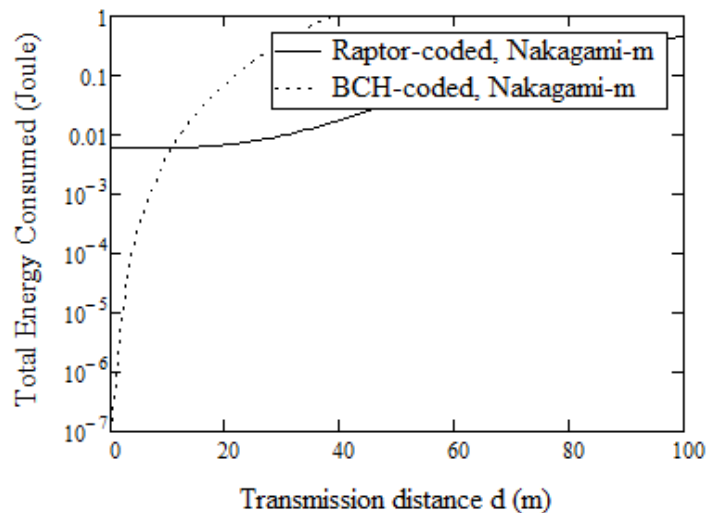 Total Energy Consumed (Joule)
1
0.1
0.01
10⁻³
10⁻⁴
10⁻⁵
10⁻⁶
10⁻⁷
Raptor-coded, Nakagami-m
BCH-coded, Nakagami-m
0 20 40 60 80 100
Transmission distance d (m)